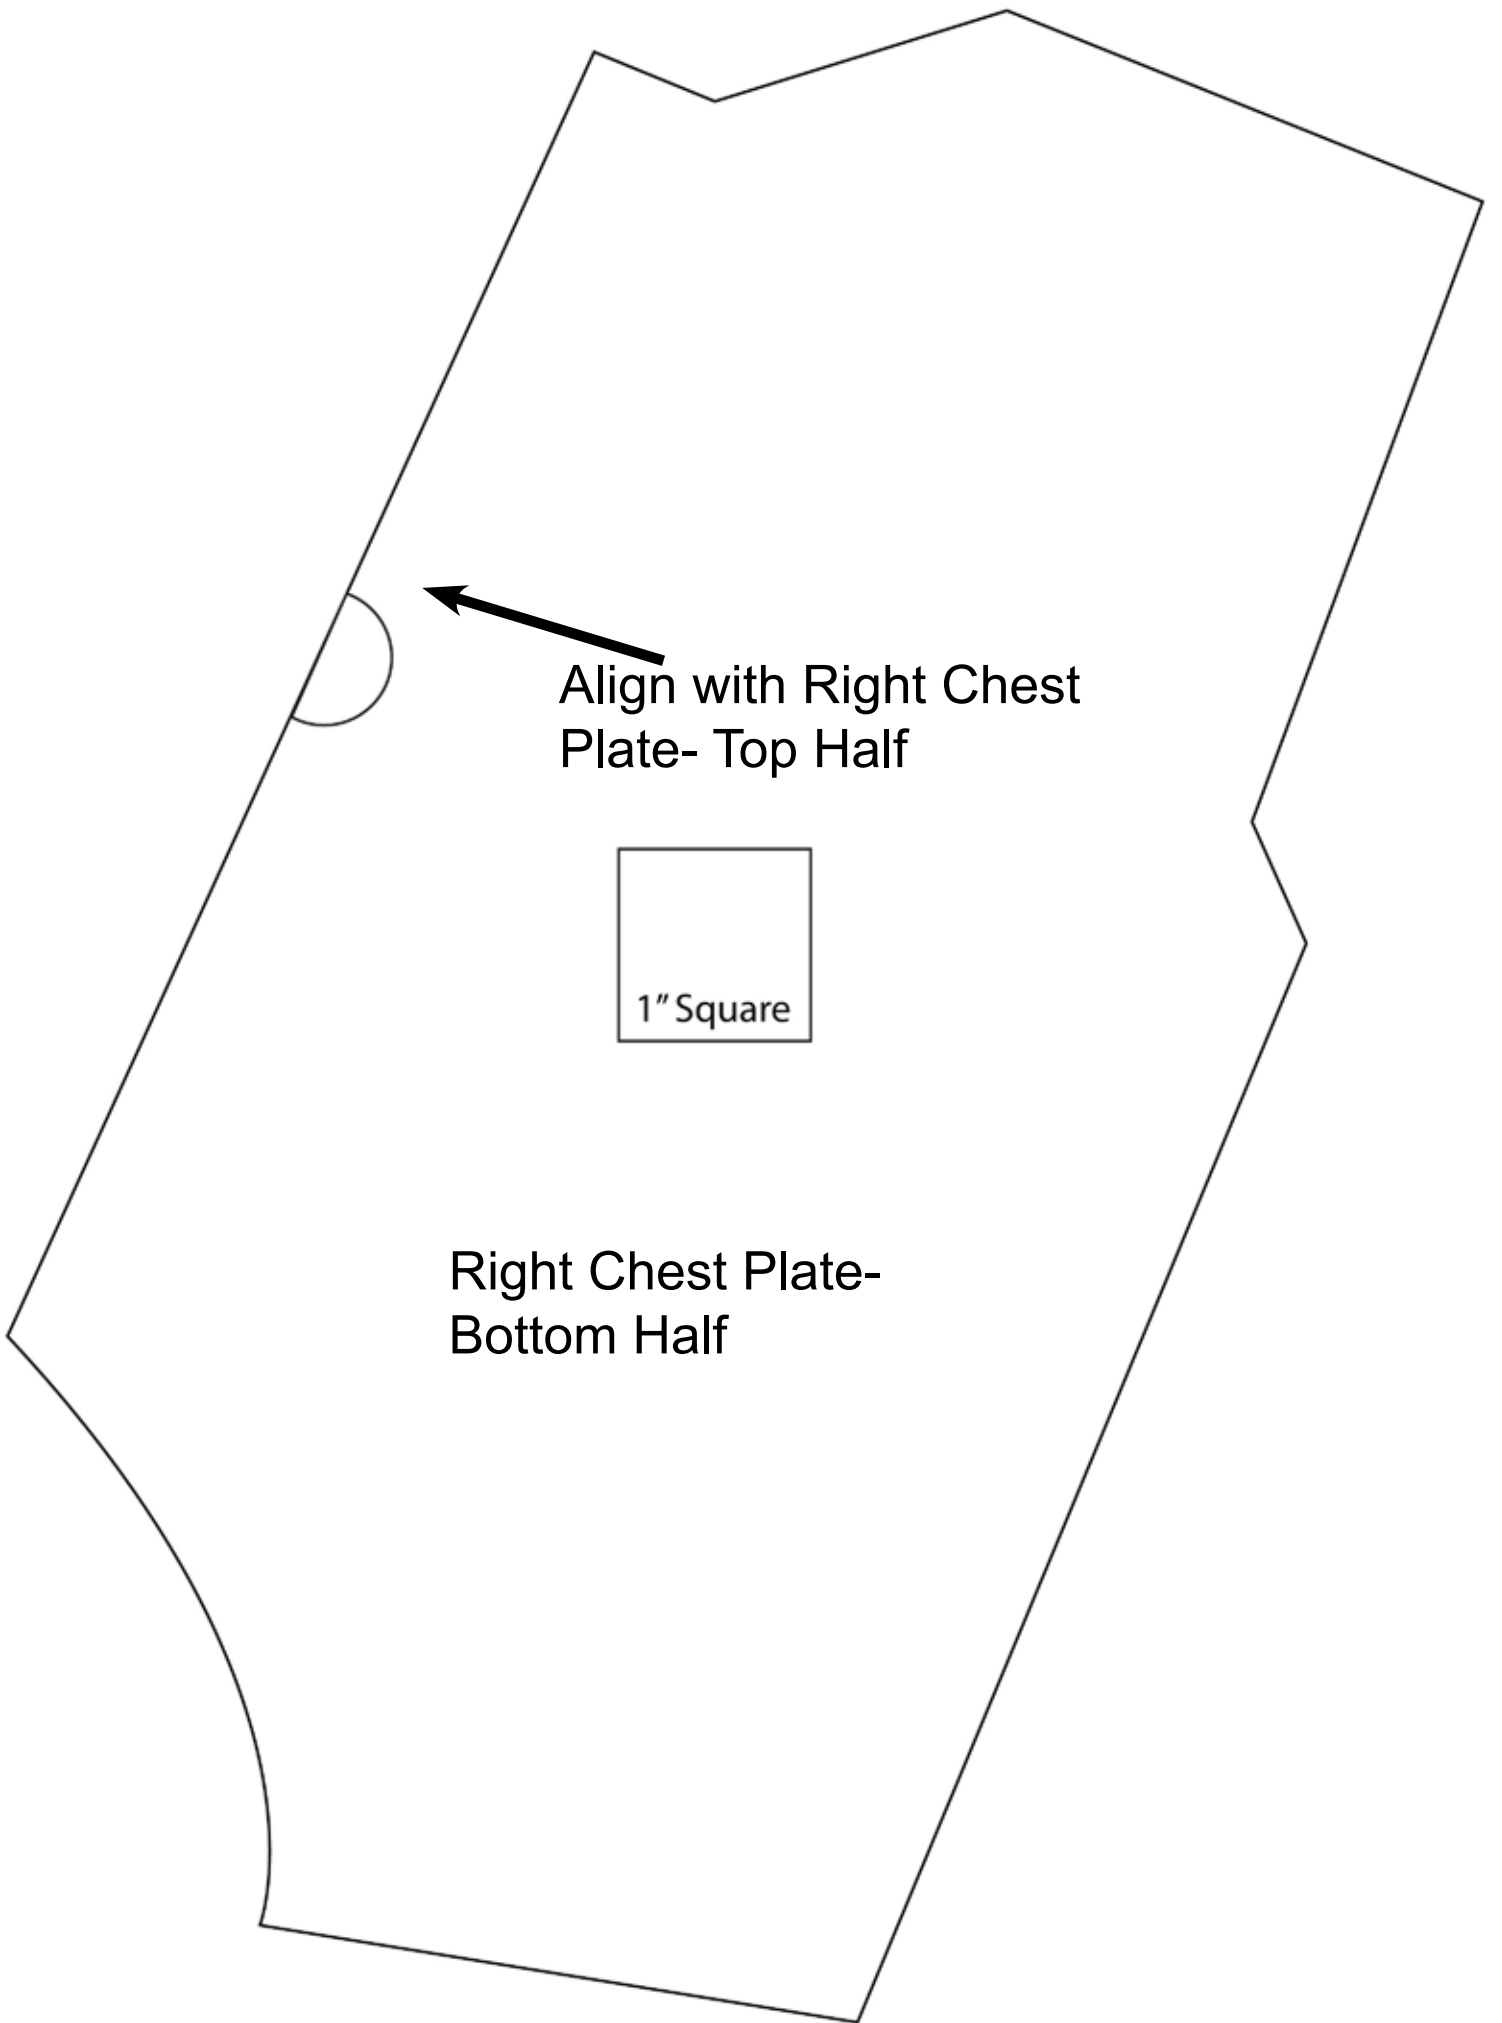 Align with Right Chest
Plate- Top Half
1" Square
Right Chest Plate-
Bottom Half